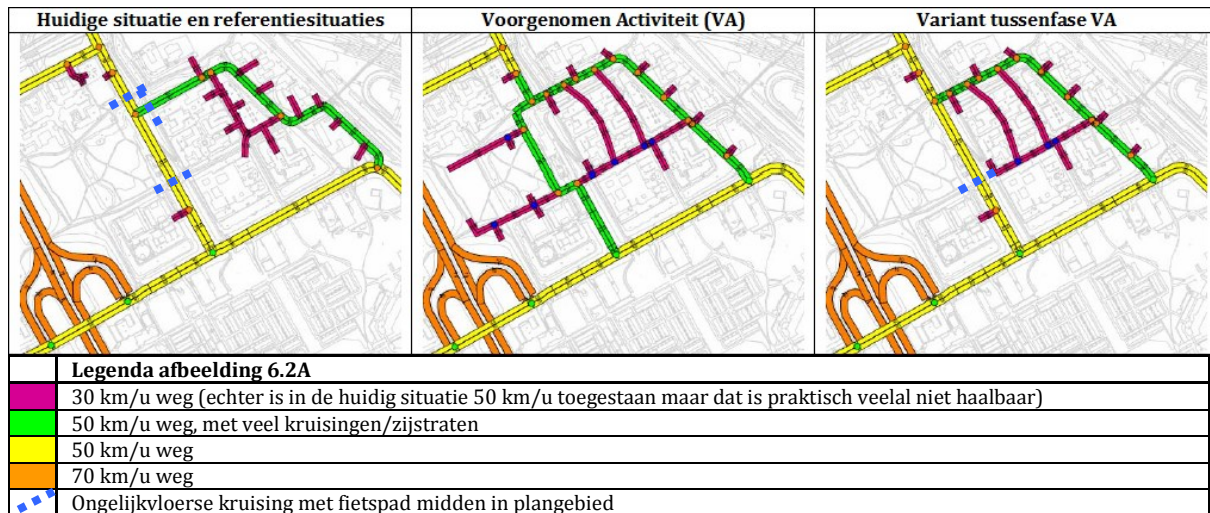 Huidige situatie en referentiesituaties
Voorgenomen Activiteit (VA)
Variant tussenfase VA
Legenda afbeelding 6.2A
30 km/u weg (echter is in de huidig situatie 50 km/u toegestaan maar dat is praktisch veelal niet haalbaar)
50 km/u weg, met veel kruisingen/zijstraten
50 km/u weg
70 km/u weg
Ongelijkvloerse kruising met fietspad midden in plangebied